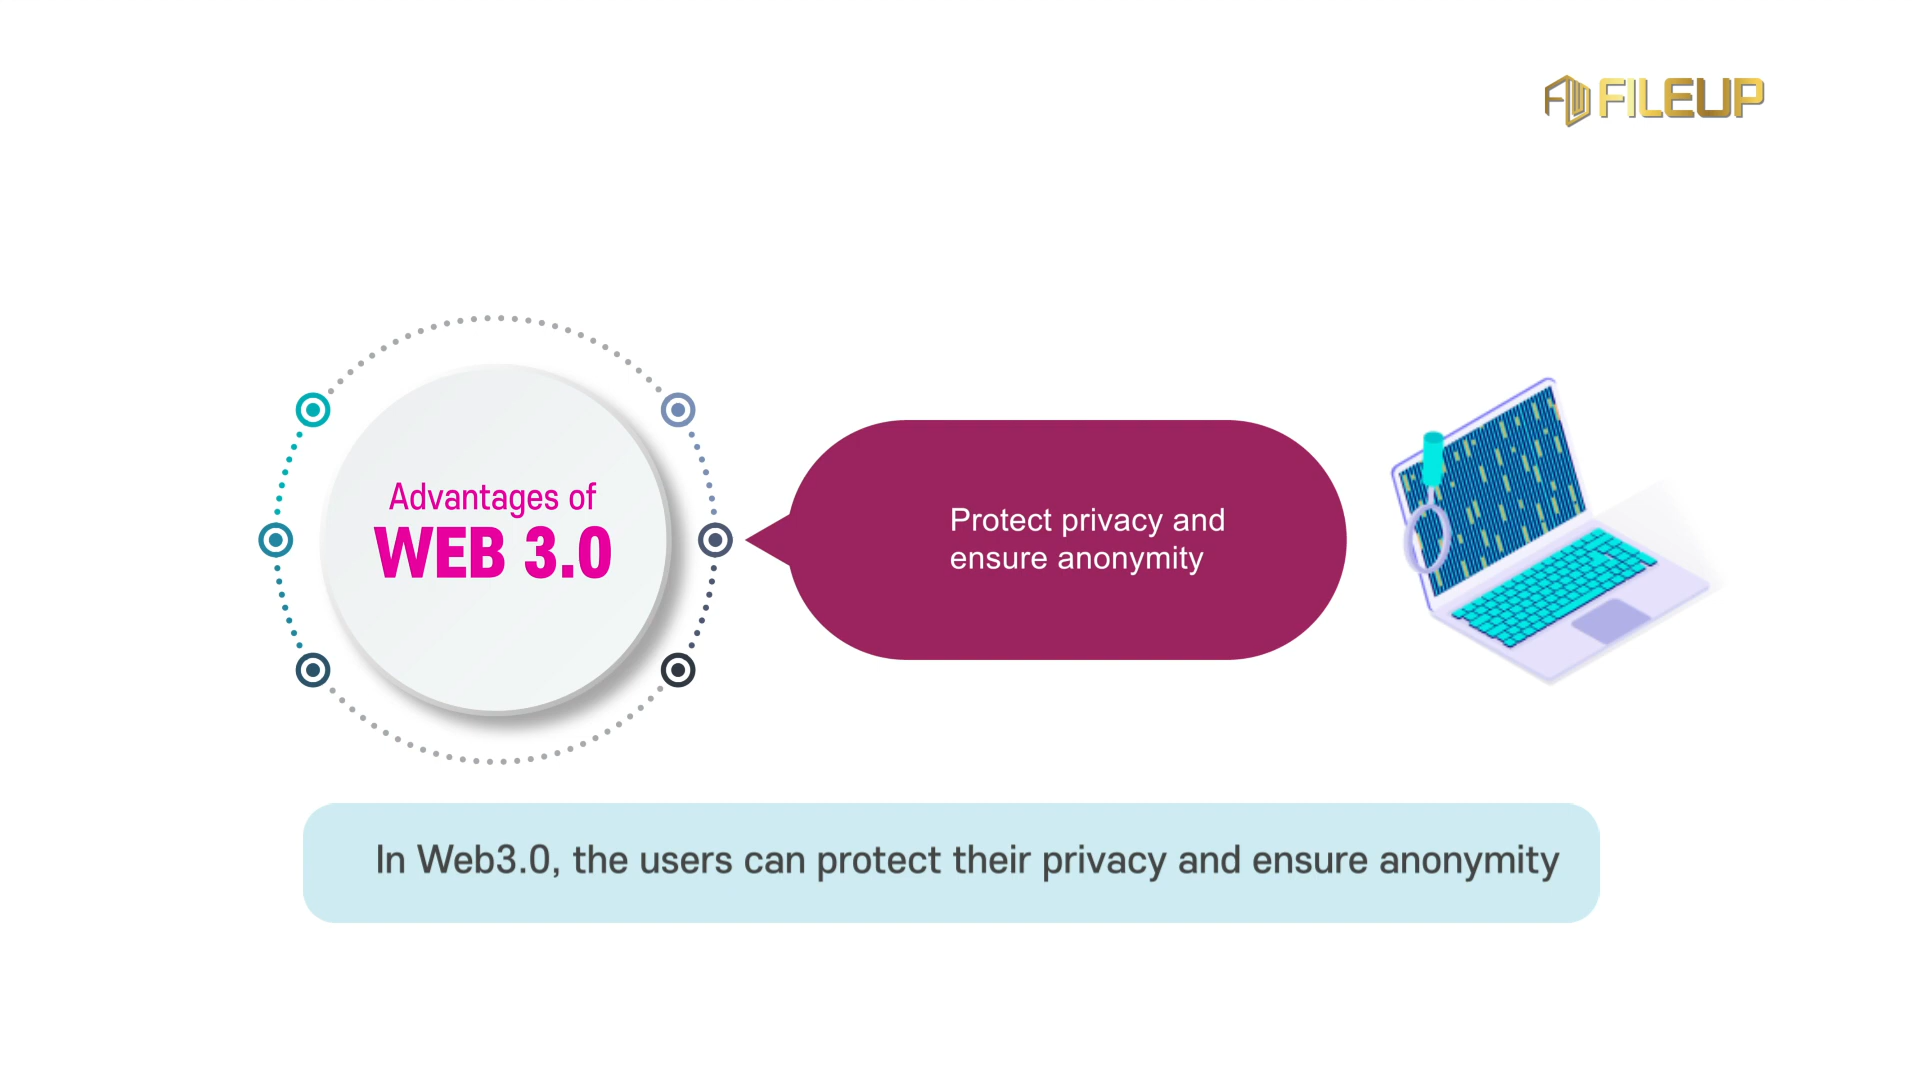 FILEUP
Advantages of
WEB 3.0
Protect privacy and
ensure anonymity
In Web3.0, the users can protect their privacy and ensure anonymity